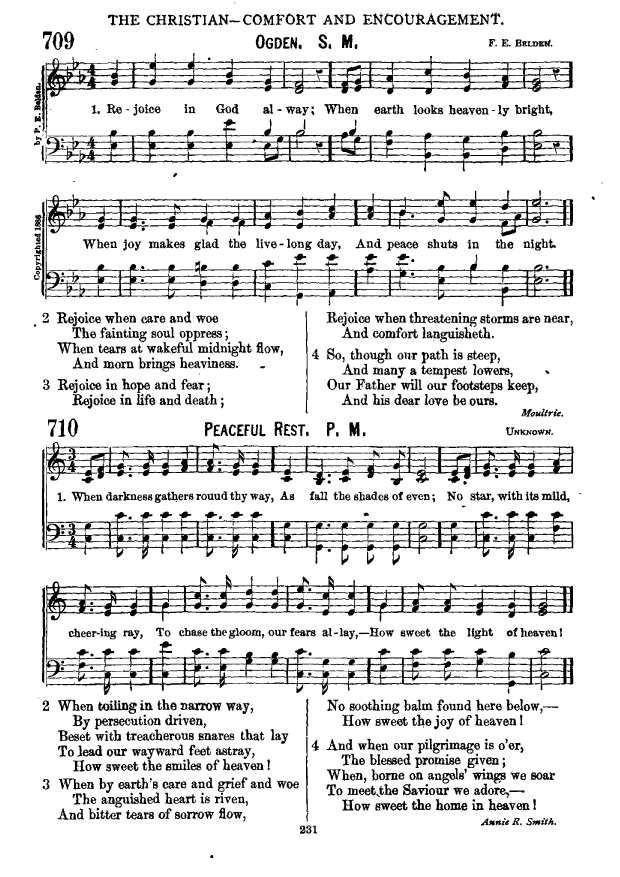 THE CHRISTIAN—COMFORT AND ENCOURAGEMENT.
709
OGDEN. S. M.
F. E. BELDEN.
Copyrighted 1886 by F. E. Belden.
1. Re - joice in God al - way; When earth looks heaven - ly bright,
When joy makes glad the live - long day, And peace shuts in the night.
2 Rejoice when care and woe
The fainting soul oppress;
When tears at wakeful midnight flow,
And morn brings heaviness.
3 Rejoice in hope and fear;
Rejoice in life and death;
Rejoice when threatening storms are near,
And comfort languisheth.
4 So, though our path is steep,
And many a tempest lowers,
Our Father will our footsteps keep,
And his dear love be ours.
Moultrie.
710
PEACEFUL REST. P. M.
UNKNOWN.
1. When darkness gathers round thy way, As fall the shades of even; No star, with its mild,
cheer-ing ray, To chase the gloom, our fears al-lay,—How sweet the light of heaven!
2 When toiling in the narrow way,
By persecution driven,
Beset with treacherous snares that lay
To lead our wayward feet astray,
How sweet the smiles of heaven!
3 When by earth's care and grief and woe
The anguished heart is riven,
And bitter tears of sorrow flow,
No soothing balm found here below,—
How sweet the joy of heaven!
4 And when our pilgrimage is o'er,
The blessed promise given;
When, borne on angels' wings we soar
To meet the Saviour we adore,—
How sweet the home in heaven!
Annie R. Smith.
231